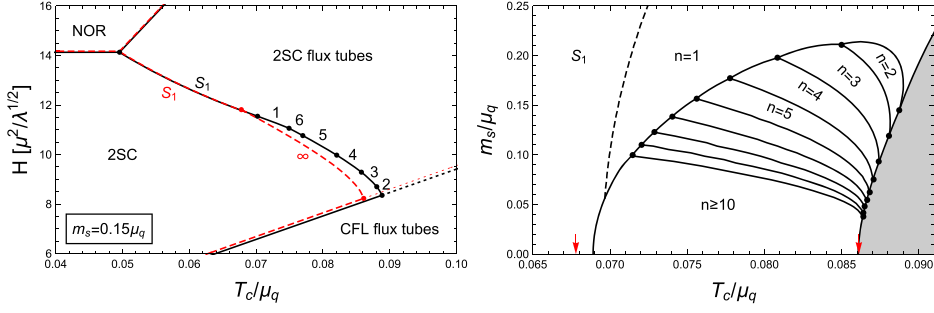 16
14
12
10
8
6
H [μ²/λ^{1/2}]
NOR
2SC flux tubes
S₁
S₁
1
6
5
4
3
2
∞
2SC
m_s=0.15μ_q
CFL flux tubes
0.04 0.05 0.06 0.07 0.08 0.09 0.10
T_c/μ_q
0.25
0.20
0.15
0.10
0.05
0.00
m_s/μ_q
S₁
n=1
n=2
n=3
n=4
n=5
n≥10
0.065 0.070 0.075 0.080 0.085 0.090
T_c/μ_q